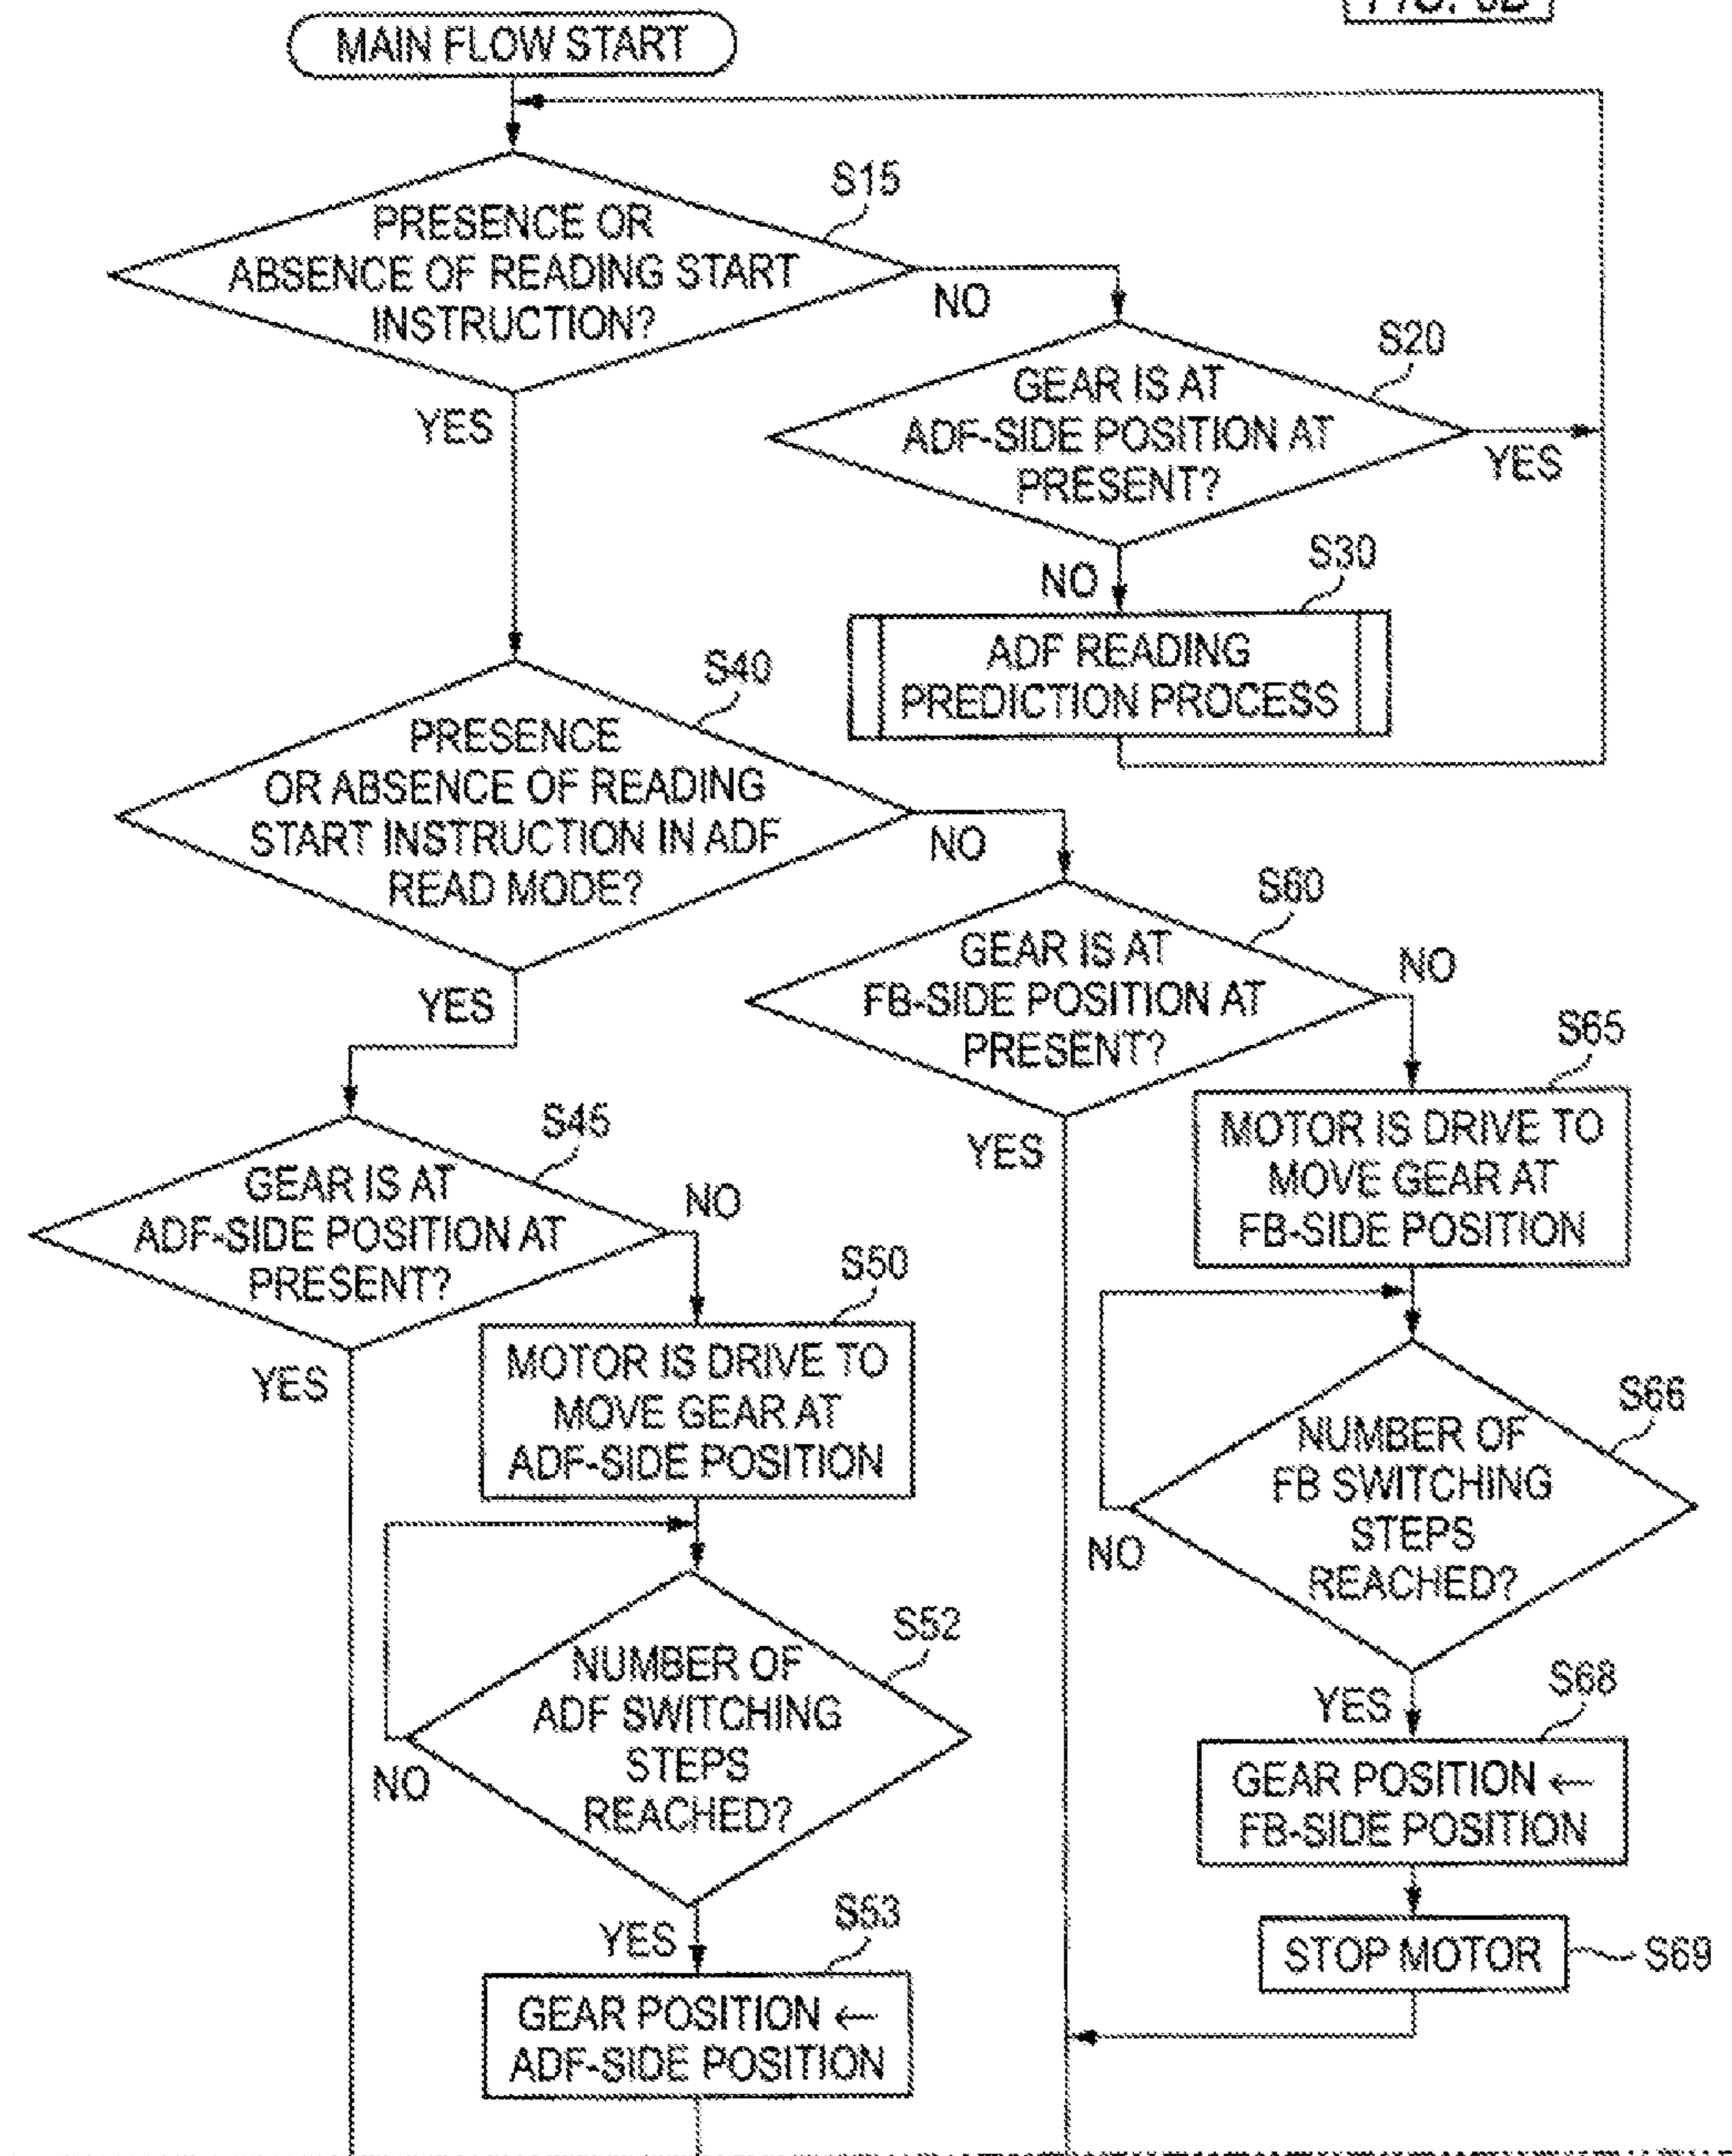 MAIN FLOW START
S15
PRESENCE OR
ABSENCE OF READING START
INSTRUCTION?
NO
YES
S20
GEAR IS AT
ADF-SIDE POSITION AT
PRESENT?
YES
NO
S30
ADF READING
PREDICTION PROCESS
S40
PRESENCE
OR ABSENCE OF READING
START INSTRUCTION IN ADF
READ MODE?
NO
YES
S60
GEAR IS AT
FB-SIDE POSITION AT
PRESENT?
NO
YES
S65
MOTOR IS DRIVE TO
MOVE GEAR AT
FB-SIDE POSITION
S45
GEAR IS AT
ADF-SIDE POSITION AT
PRESENT?
NO
YES
S50
MOTOR IS DRIVE TO
MOVE GEAR AT
ADF-SIDE POSITION
S66
NUMBER OF
FB SWITCHING
STEPS
REACHED?
NO
YES
S52
NUMBER OF
ADF SWITCHING
STEPS
REACHED?
NO
YES
S68
GEAR POSITION ←
FB-SIDE POSITION
S53
GEAR POSITION ←
ADF-SIDE POSITION
STOP MOTOR
S69